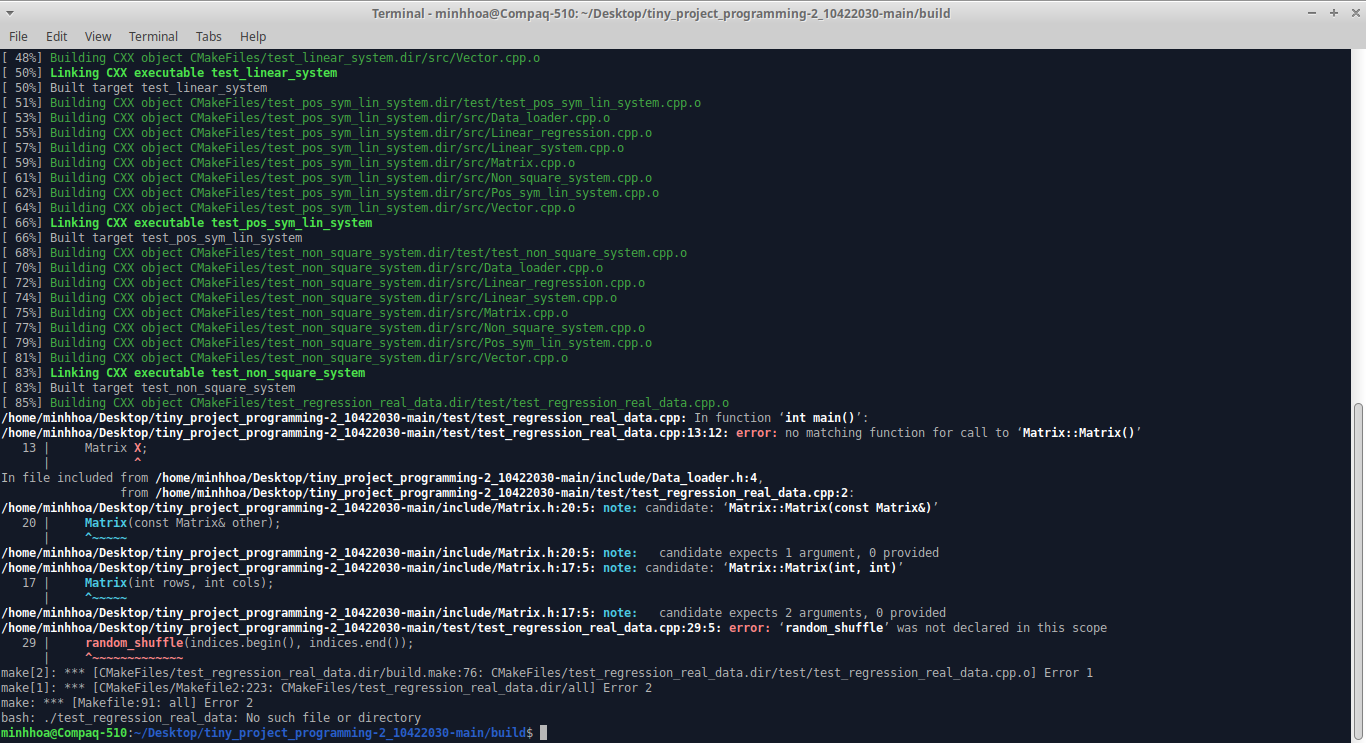 Terminal - minhhoa@Compaq-510: ~/Desktop/tiny_project_programming-2_10422030-main/build
File Edit View Terminal Tabs Help
[ 48%] Building CXX object CMakeFiles/test_linear_system.dir/src/Vector.cpp.o
[ 50%] Linking CXX executable test_linear_system
[ 50%] Built target test_linear_system
[ 51%] Building CXX object CMakeFiles/test_pos_sym_lin_system.dir/test/test_pos_sym_lin_system.cpp.o
[ 53%] Building CXX object CMakeFiles/test_pos_sym_lin_system.dir/src/Data_loader.cpp.o
[ 55%] Building CXX object CMakeFiles/test_pos_sym_lin_system.dir/src/Linear_regression.cpp.o
[ 57%] Building CXX object CMakeFiles/test_pos_sym_lin_system.dir/src/Linear_system.cpp.o
[ 59%] Building CXX object CMakeFiles/test_pos_sym_lin_system.dir/src/Matrix.cpp.o
[ 61%] Building CXX object CMakeFiles/test_pos_sym_lin_system.dir/src/Non_square_system.cpp.o
[ 62%] Building CXX object CMakeFiles/test_pos_sym_lin_system.dir/src/Pos_sym_lin_system.cpp.o
[ 64%] Building CXX object CMakeFiles/test_pos_sym_lin_system.dir/src/Vector.cpp.o
[ 66%] Linking CXX executable test_pos_sym_lin_system
[ 66%] Built target test_pos_sym_lin_system
[ 68%] Building CXX object CMakeFiles/test_non_square_system.dir/test/test_non_square_system.cpp.o
[ 70%] Building CXX object CMakeFiles/test_non_square_system.dir/src/Data_loader.cpp.o
[ 72%] Building CXX object CMakeFiles/test_non_square_system.dir/src/Linear_regression.cpp.o
[ 74%] Building CXX object CMakeFiles/test_non_square_system.dir/src/Linear_system.cpp.o
[ 75%] Building CXX object CMakeFiles/test_non_square_system.dir/src/Matrix.cpp.o
[ 77%] Building CXX object CMakeFiles/test_non_square_system.dir/src/Non_square_system.cpp.o
[ 79%] Building CXX object CMakeFiles/test_non_square_system.dir/src/Pos_sym_lin_system.cpp.o
[ 81%] Building CXX object CMakeFiles/test_non_square_system.dir/src/Vector.cpp.o
[ 83%] Linking CXX executable test_non_square_system
[ 83%] Built target test_non_square_system
[ 85%] Building CXX object CMakeFiles/test_regression_real_data.dir/test/test_regression_real_data.cpp.o
/home/minhhoa/Desktop/tiny_project_programming-2_10422030-main/test/test_regression_real_data.cpp: In function ‘int main()’:
/home/minhhoa/Desktop/tiny_project_programming-2_10422030-main/test/test_regression_real_data.cpp:13:12: error: no matching function for call to ‘Matrix::Matrix()’
   13 |     Matrix X;
      |            ^
In file included from /home/minhhoa/Desktop/tiny_project_programming-2_10422030-main/include/Data_loader.h:4,
                 from /home/minhhoa/Desktop/tiny_project_programming-2_10422030-main/test/test_regression_real_data.cpp:2:
/home/minhhoa/Desktop/tiny_project_programming-2_10422030-main/include/Matrix.h:20:5: note: candidate: ‘Matrix::Matrix(const Matrix&)’
   20 |     Matrix(const Matrix& other);
      |     ^~~~~~
/home/minhhoa/Desktop/tiny_project_programming-2_10422030-main/include/Matrix.h:20:5: note:   candidate expects 1 argument, 0 provided
/home/minhhoa/Desktop/tiny_project_programming-2_10422030-main/include/Matrix.h:17:5: note: candidate: ‘Matrix::Matrix(int, int)’
   17 |     Matrix(int rows, int cols);
      |     ^~~~~~
/home/minhhoa/Desktop/tiny_project_programming-2_10422030-main/include/Matrix.h:17:5: note:   candidate expects 2 arguments, 0 provided
/home/minhhoa/Desktop/tiny_project_programming-2_10422030-main/test/test_regression_real_data.cpp:29:5: error: ‘random_shuffle’ was not declared in this scope
   29 |     random_shuffle(indices.begin(), indices.end());
      |     ^~~~~~~~~~~~~~
make[2]: *** [CMakeFiles/test_regression_real_data.dir/build.make:76: CMakeFiles/test_regression_real_data.dir/test/test_regression_real_data.cpp.o] Error 1
make[1]: *** [CMakeFiles/Makefile2:223: CMakeFiles/test_regression_real_data.dir/all] Error 2
make: *** [Makefile:91: all] Error 2
bash: ./test_regression_real_data: No such file or directory
minhhoa@Compaq-510:~/Desktop/tiny_project_programming-2_10422030-main/build$